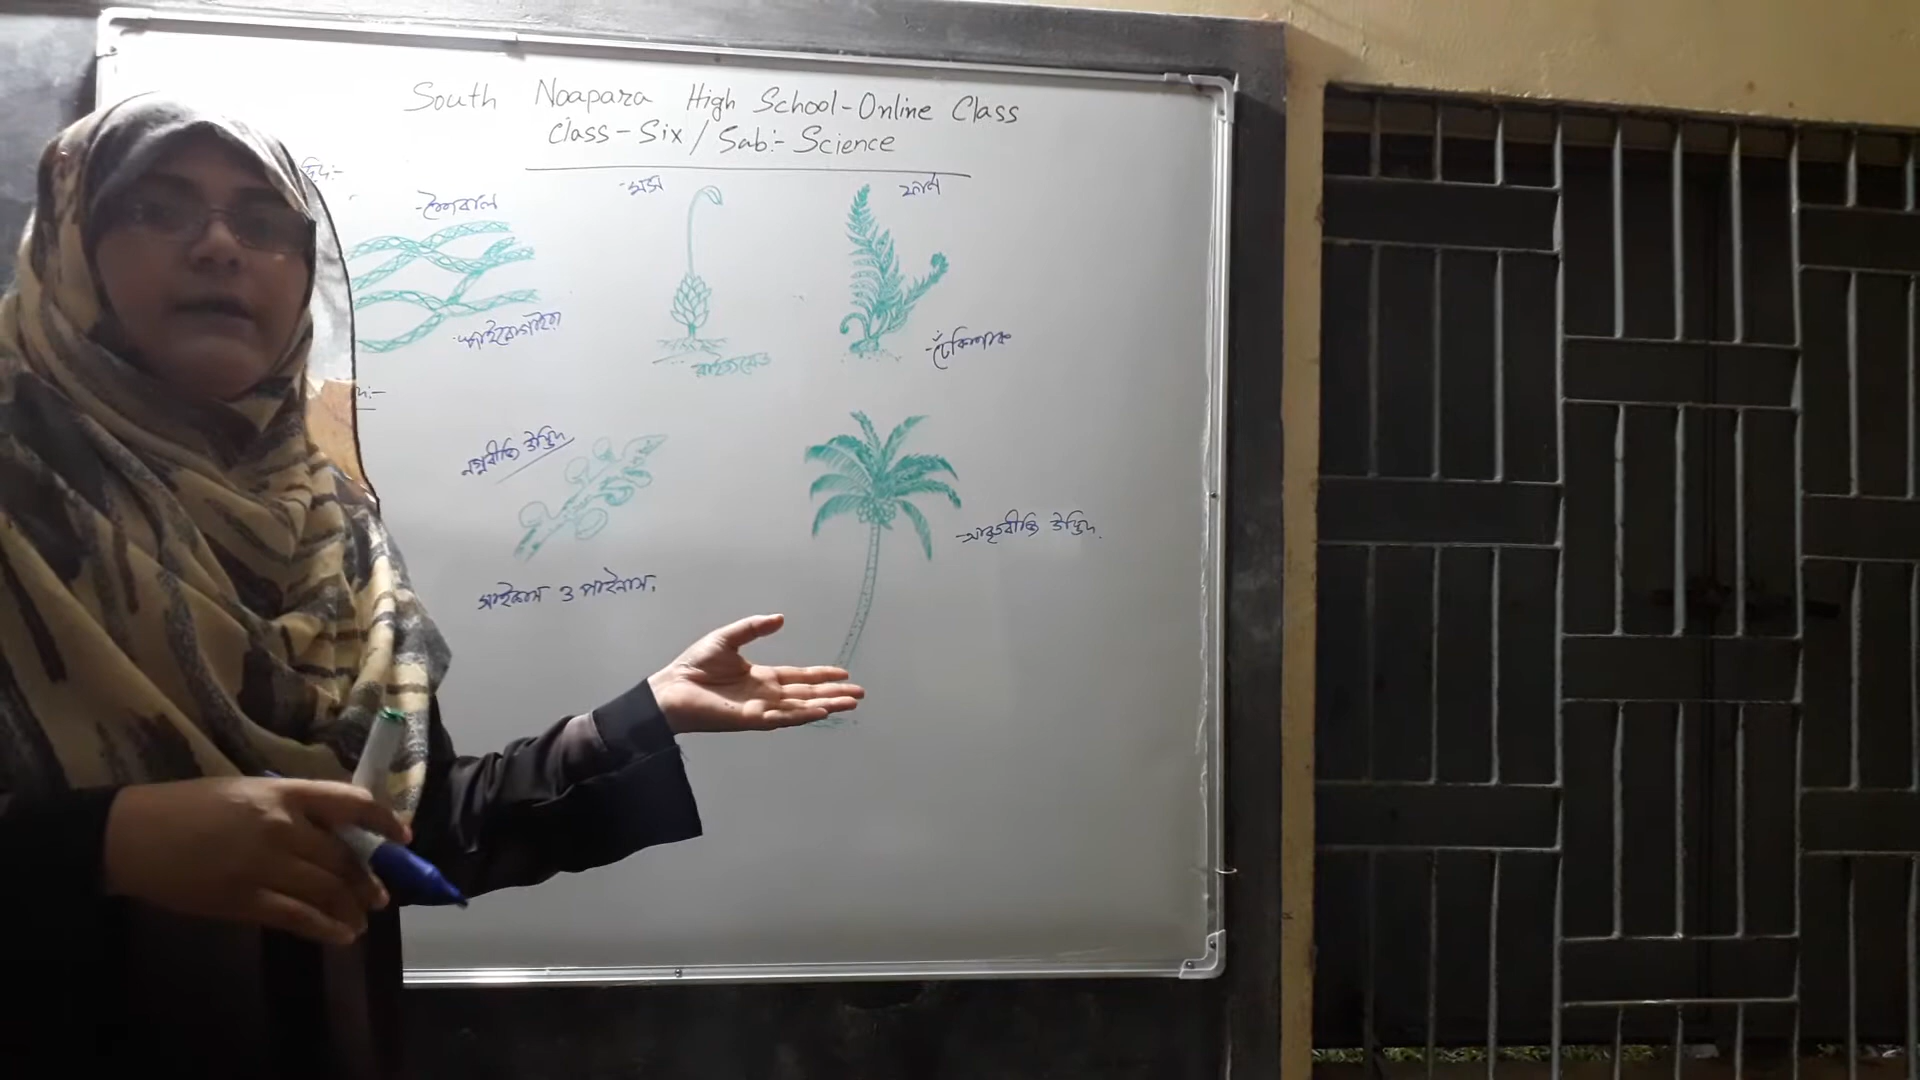 South Noapara High School-Online Class
Class-Six / Sab:- Science
-শৈবাল
-মস
ফার্ন
-স্পাইরোগাইরা
রাইজয়েড
-ঢেঁকিশাক
নগ্নবীজি উদ্ভিদ
-আবৃতবীজি উদ্ভিদ.
সাইকাস ও পাইনাস.